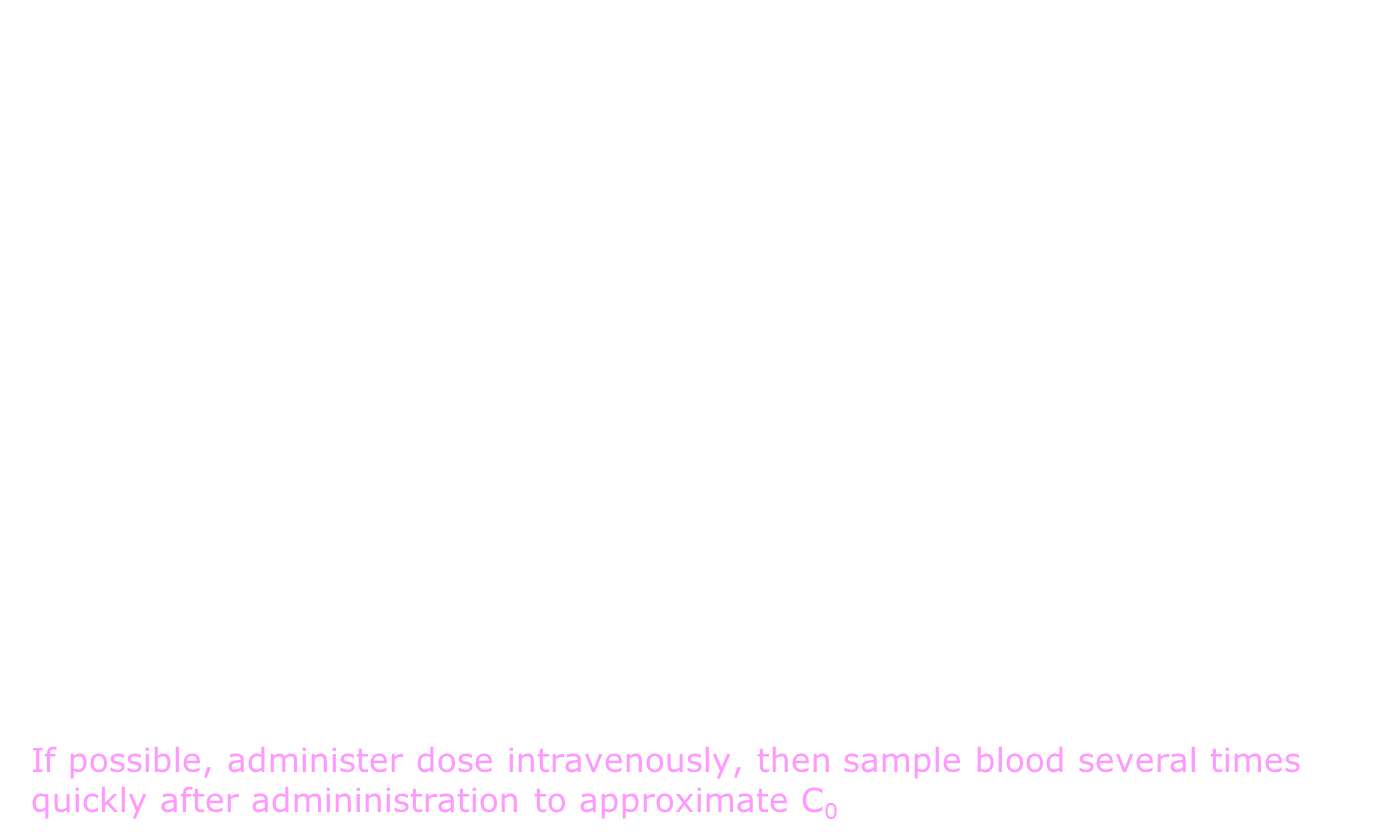 If possible, administer dose intravenously, then sample blood several times
quickly after admininistration to approximate C₀